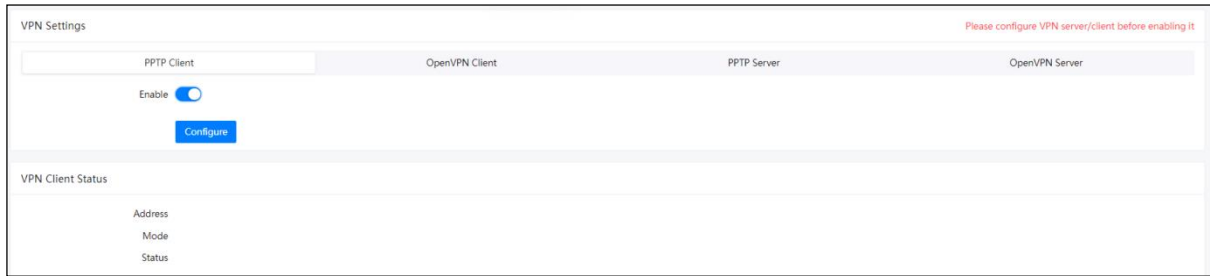 VPN Settings Please configure VPN server/client before enabling it
PPTP Client OpenVPN Client PPTP Server OpenVPN Server
Enable
Configure
VPN Client Status
Address
Mode
Status